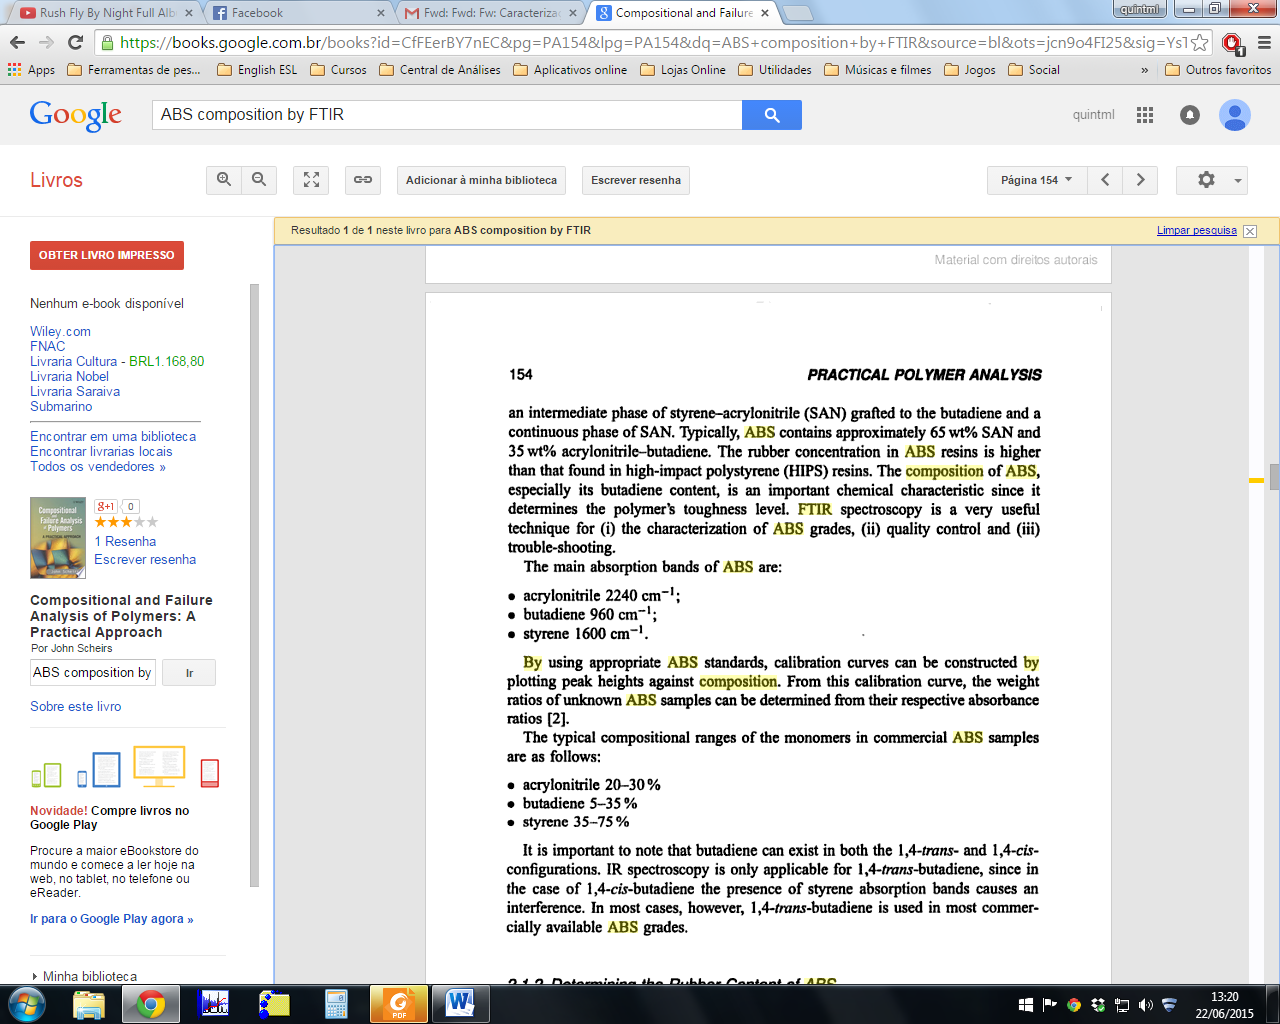 Rush Fly By Night Full Alb
Facebook
Fwd: Fwd: Fw: Caracteriza
Compositional and Failure
quintml
https://books.google.com.br/books?id=CfFEerBY7nEC&pg=PA154&lpg=PA154&dq=ABS+composition+by+FTIR&source=bl&ots=jcn9o4FI25&sig=Ys
1
Apps
Ferramentas de pes...
English ESL
Cursos
Central de Análises
Aplicativos online
Lojas Online
Utilidades
Músicas e filmes
Jogos
Social
»
Outros favoritos
Google
ABS composition by FTIR
quintml
Livros
Adicionar à minha biblioteca
Escrever resenha
Página 154
Resultado 1 de 1 neste livro para ABS composition by FTIR
Limpar pesquisa
OBTER LIVRO IMPRESSO
Nenhum e-book disponível
Wiley.com
FNAC
Livraria Cultura - BRL1.168,80
Livraria Nobel
Livraria Saraiva
Submarino
Encontrar em uma biblioteca
Encontrar livrarias locais
Todos os vendedores »
g+1 0
1 Resenha
Escrever resenha
Compositional and Failure
Analysis of Polymers: A
Practical Approach
Por John Scheirs
ABS composition by
Ir
Sobre este livro
Novidade! Compre livros no
Google Play
Procure a maior eBookstore do
mundo e comece a ler hoje na
web, no tablet, no telefone ou
eReader.
Ir para o Google Play agora »
Minha biblioteca
Material com direitos autorais
154
PRACTICAL POLYMER ANALYSIS
an intermediate phase of styrene–acrylonitrile (SAN) grafted to the butadiene and a
continuous phase of SAN. Typically, ABS contains approximately 65 wt% SAN and
35 wt% acrylonitrile–butadiene. The rubber concentration in ABS resins is higher
than that found in high-impact polystyrene (HIPS) resins. The composition of ABS,
especially its butadiene content, is an important chemical characteristic since it
determines the polymer's toughness level. FTIR spectroscopy is a very useful
technique for (i) the characterization of ABS grades, (ii) quality control and (iii)
trouble-shooting.
The main absorption bands of ABS are:
• acrylonitrile 2240 cm⁻¹;
• butadiene 960 cm⁻¹;
• styrene 1600 cm⁻¹.
By using appropriate ABS standards, calibration curves can be constructed by
plotting peak heights against composition. From this calibration curve, the weight
ratios of unknown ABS samples can be determined from their respective absorbance
ratios [2].
The typical compositional ranges of the monomers in commercial ABS samples
are as follows:
• acrylonitrile 20–30 %
• butadiene 5–35 %
• styrene 35–75 %
It is important to note that butadiene can exist in both the 1,4-trans- and 1,4-cis-
configurations. IR spectroscopy is only applicable for 1,4-trans-butadiene, since in
the case of 1,4-cis-butadiene the presence of styrene absorption bands causes an
interference. In most cases, however, 1,4-trans-butadiene is used in most commer-
cially available ABS grades.
2.1.2 Determining the Rubber Content of ABS
PDF
13:20
22/06/2015